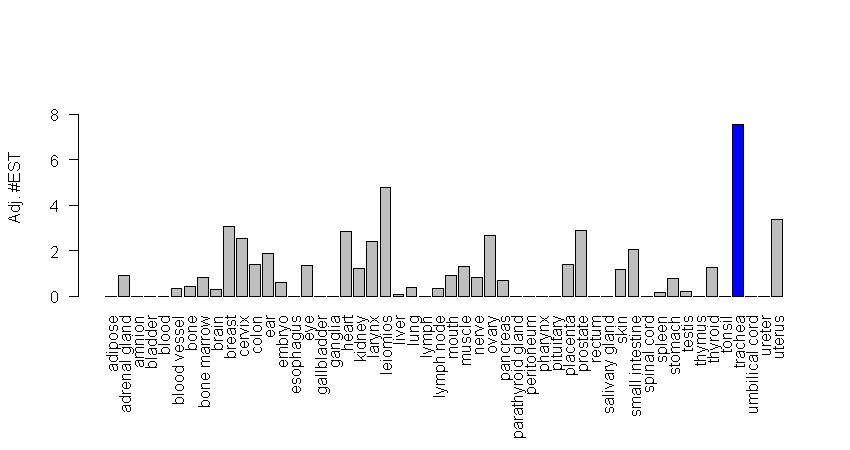 Adj. #EST
8
6
4
2
0
adipose
adrenal gland
amnion
bladder
blood
blood vessel
bone
bone marrow
brain
breast
cervix
colon
ear
embryo
esophagus
eye
gallbladder
ganglia
heart
kidney
larynx
leiomios
liver
lung
lymph
lymph node
mouth
muscle
nerve
ovary
pancreas
parathyroid gland
peritoneum
pharynx
pituitary
placenta
prostate
rectum
salivary gland
skin
small intestine
spinal cord
spleen
stomach
testis
thymus
thyroid
tonsil
trachea
umbilical cord
ureter
uterus